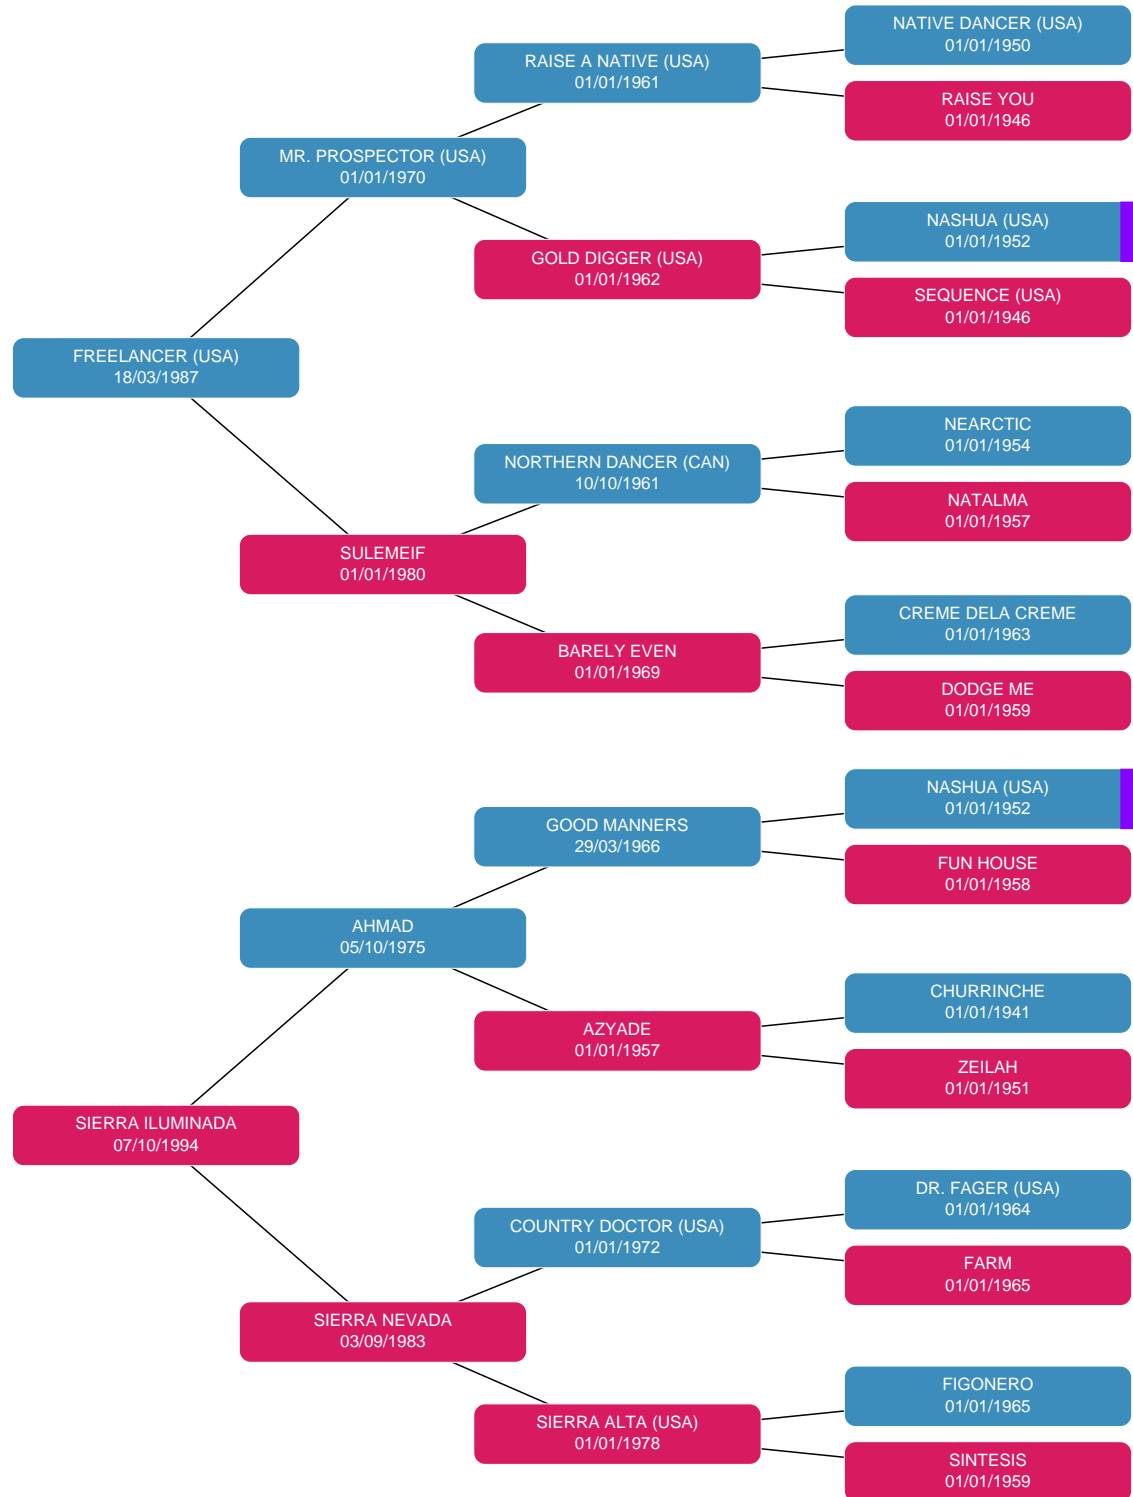 NATIVE DANCER (USA)
01/01/1950
RAISE A NATIVE (USA)
01/01/1961
RAISE YOU
01/01/1946
MR. PROSPECTOR (USA)
01/01/1970
NASHUA (USA)
01/01/1952
GOLD DIGGER (USA)
01/01/1962
SEQUENCE (USA)
01/01/1946
FREELANCER (USA)
18/03/1987
NEARCTIC
01/01/1954
NORTHERN DANCER (CAN)
10/10/1961
NATALMA
01/01/1957
SULEMEIF
01/01/1980
CREME DELA CREME
01/01/1963
BARELY EVEN
01/01/1969
DODGE ME
01/01/1959
NASHUA (USA)
01/01/1952
GOOD MANNERS
29/03/1966
FUN HOUSE
01/01/1958
AHMAD
05/10/1975
CHURRINCHE
01/01/1941
AZYADE
01/01/1957
ZEILAH
01/01/1951
SIERRA ILUMINADA
07/10/1994
DR. FAGER (USA)
01/01/1964
COUNTRY DOCTOR (USA)
01/01/1972
FARM
01/01/1965
SIERRA NEVADA
03/09/1983
FIGONERO
01/01/1965
SIERRA ALTA (USA)
01/01/1978
SINTESIS
01/01/1959